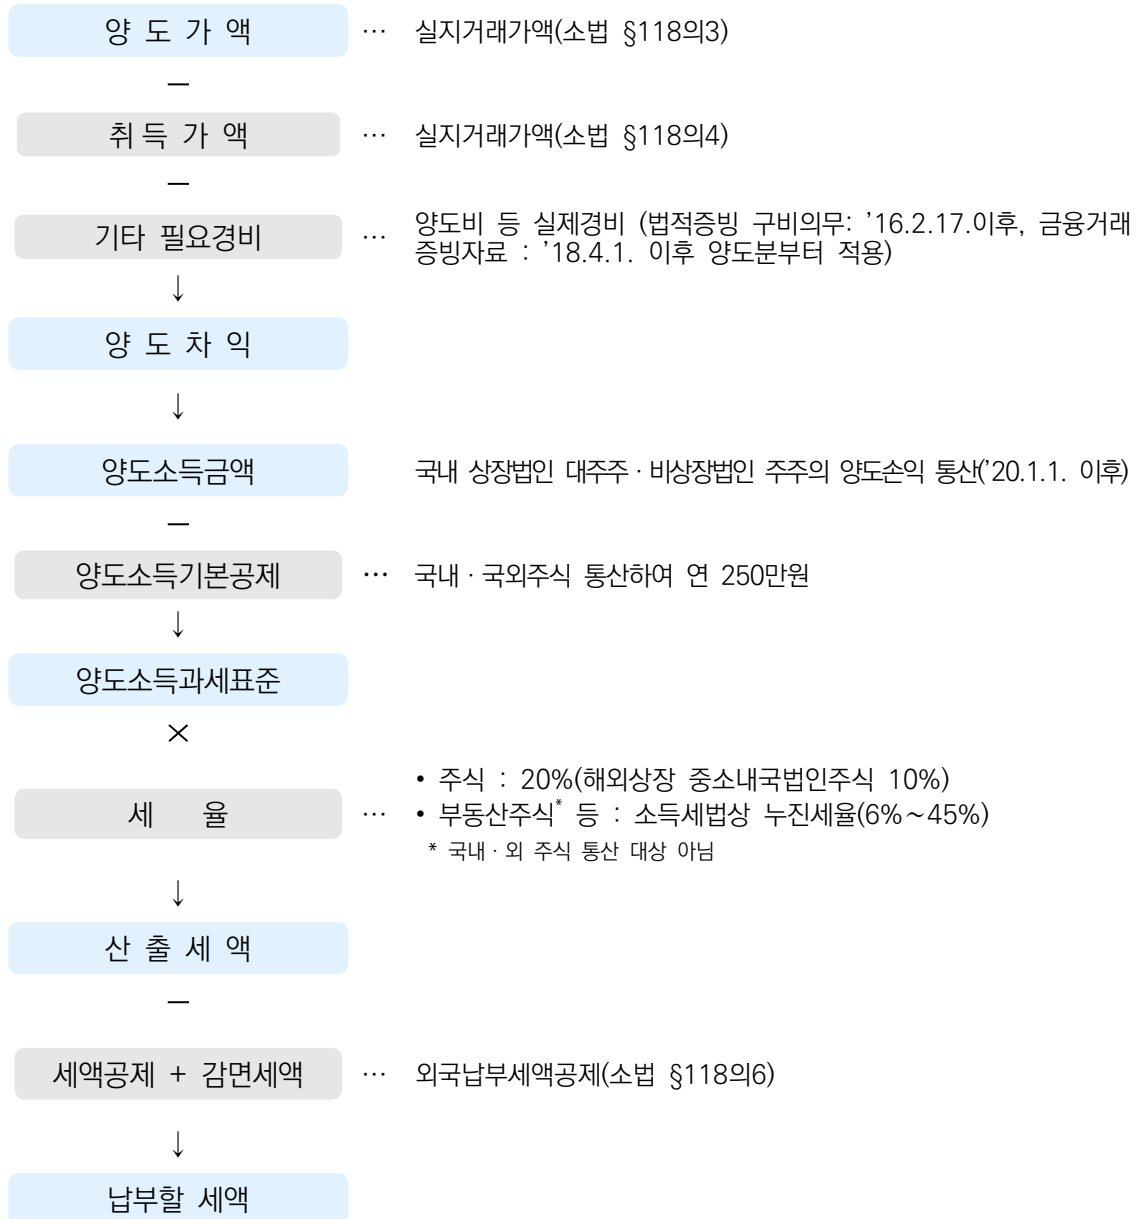 양 도 가 액 … 실지거래가액(소법 §118의3)
－
취 득 가 액 … 실지거래가액(소법 §118의4)
－
기타 필요경비 … 양도비 등 실제경비 (법적증빙 구비의무: ’16.2.17.이후, 금융거래
증빙자료 : ’18.4.1. 이후 양도분부터 적용)
↓
양 도 차 익
↓
양도소득금액 국내 상장법인 대주주·비상장법인 주주의 양도손익 통산(’20.1.1. 이후)
－
양도소득기본공제 … 국내·국외주식 통산하여 연 250만원
↓
양도소득과세표준
×
• 주식 : 20%(해외상장 중소내국법인주식 10%)
세 율 … • 부동산주식* 등 : 소득세법상 누진세율(6%～45%)
* 국내·외 주식 통산 대상 아님
↓
산 출 세 액
－
세액공제 + 감면세액 … 외국납부세액공제(소법 §118의6)
↓
납부할 세액